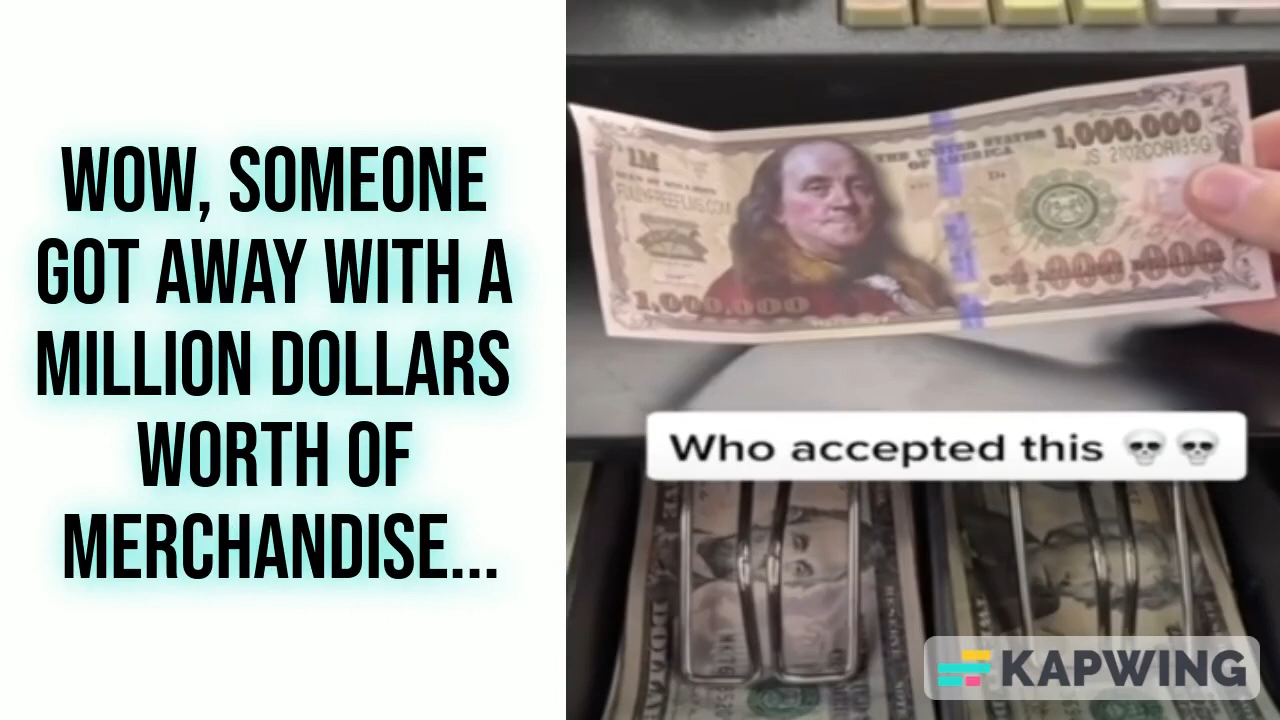 WOW, SOMEONE
GOT AWAY WITH A
MILLION DOLLARS
WORTH OF
MERCHANDISE...
1M
THE UNITED STATES
OF AMERICA
1,000,000
1,000,000
1,000,000
Who accepted this 💀💀
KAPWING